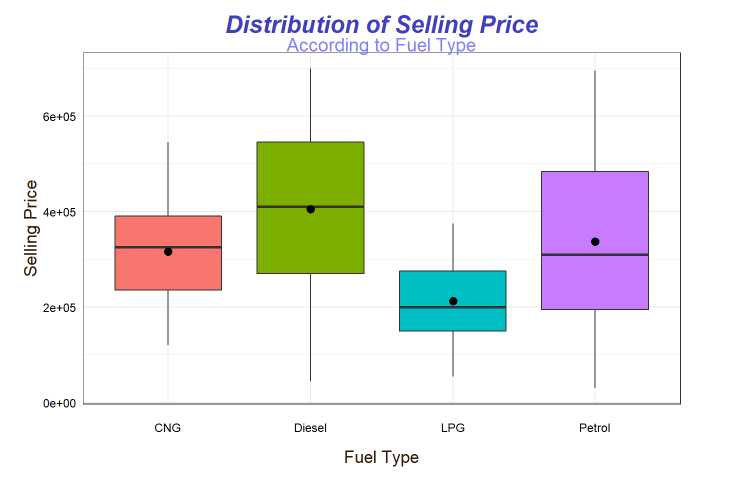 Distribution of Selling Price
According to Fuel Type
Selling Price
6e+05
4e+05
2e+05
0e+00
CNG Diesel LPG Petrol
Fuel Type